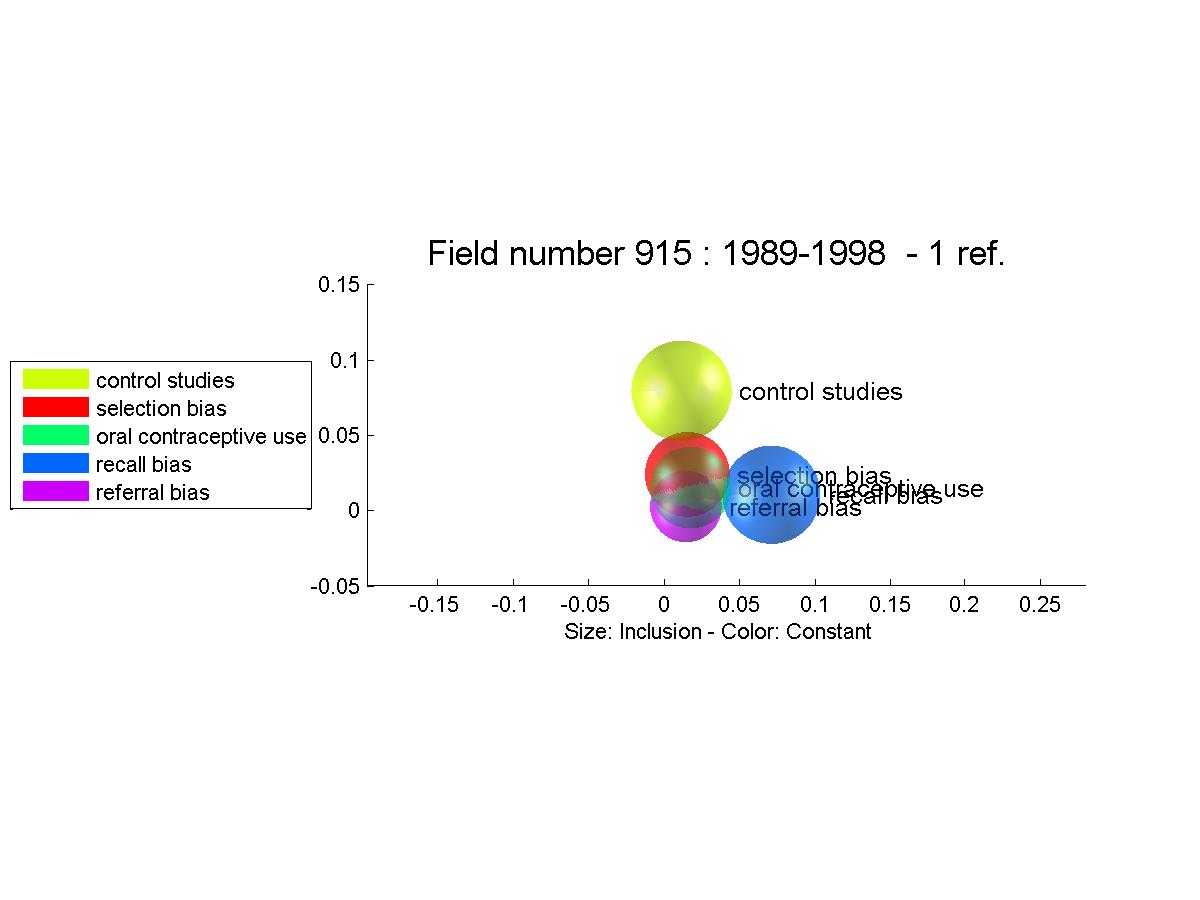 Field number 915 : 1989-1998 - 1 ref.
0.15
0.1
0.05
0
-0.05
control studies
selection bias
oral contraceptive use
recall bias
referral bias
control studies
selection bias
oral contraceptive use
recall bias
referral bias
-0.15 -0.1 -0.05 0 0.05 0.1 0.15 0.2 0.25
Size: Inclusion - Color: Constant